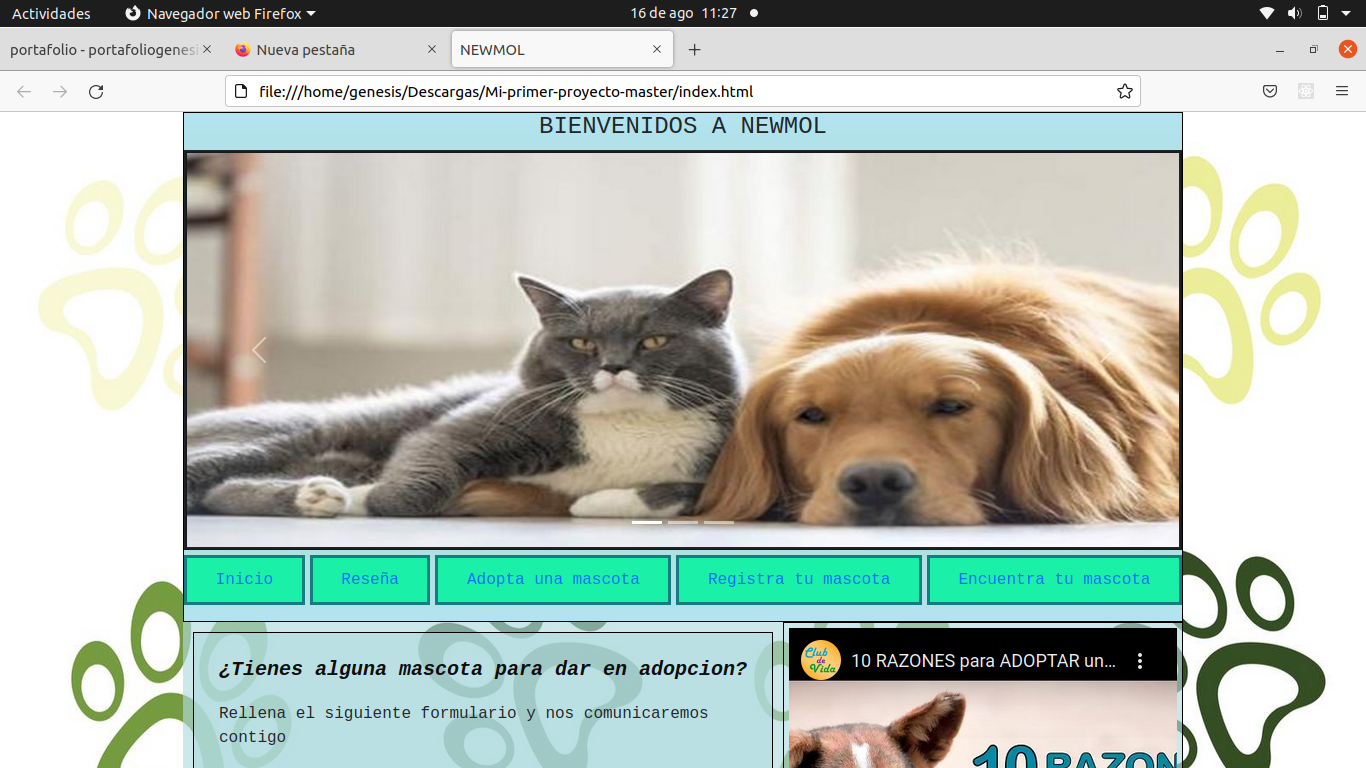 Actividades
Navegador web Firefox
16 de ago 11:27
portafolio - portafoliogenesi
Nueva pestaña
NEWMOL
file:///home/genesis/Descargas/Mi-primer-proyecto-master/index.html
BIENVENIDOS A NEWMOL
Inicio
Reseña
Adopta una mascota
Registra tu mascota
Encuentra tu mascota
¿Tienes alguna mascota para dar en adopcion?
Rellena el siguiente formulario y nos comunicaremos
contigo
Club
de
Vida
10 RAZONES para ADOPTAR un...
10 RAZON